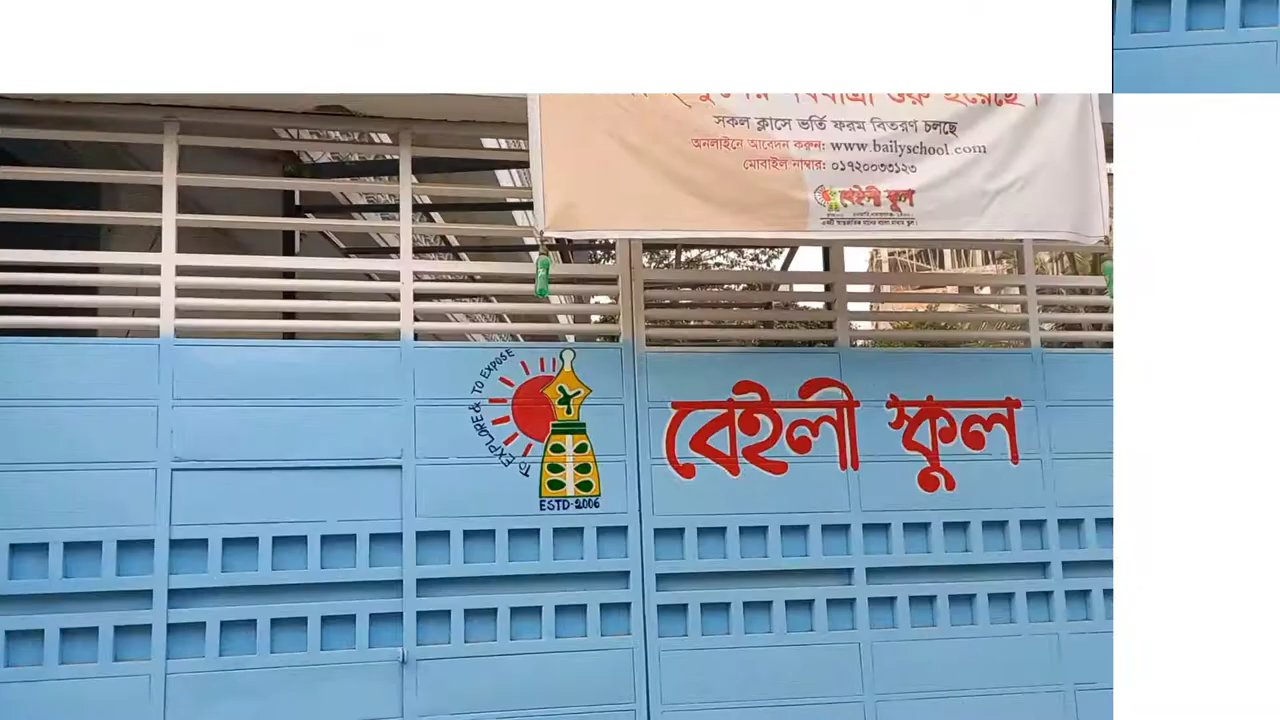 হয়েছে।
সকল ক্লাসে ভর্তি ফরম বিতরণ চলছে
অনলাইনে আবেদন করুন: www.bailyschool.com
মোবাইল নাম্বার: ০১৭২০০৩৩১২৩
বেইলী স্কুল
TO EXPLORE & TO EXPOSE
ESTD-2006
বেইলী স্কুল